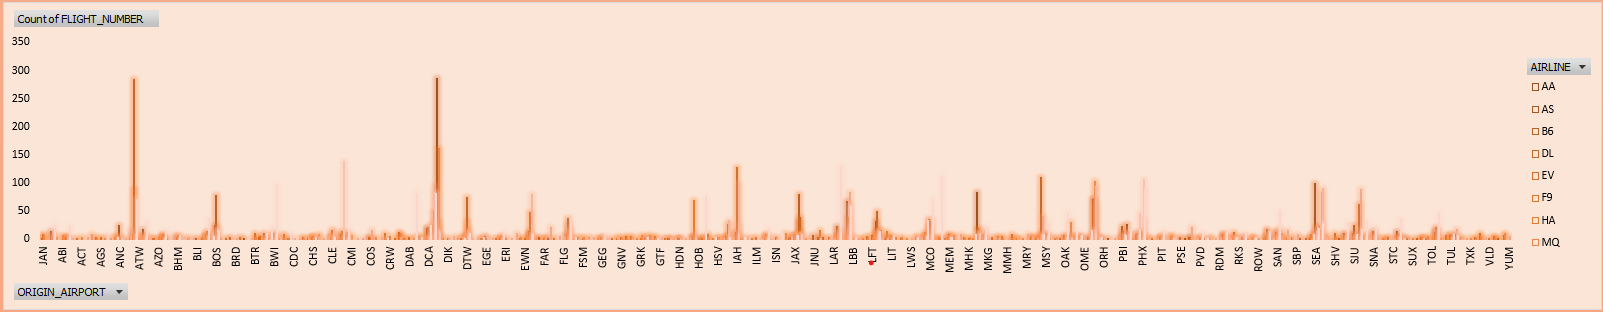 Count of FLIGHT_NUMBER
350
300
250
200
150
100
50
0
JAN ABI ACT AGS ANC ATW AZO BHM BLI BOS BRD BTR BWI CDC CHS CLE CMI COS CRW DAB DCA DIK DTW EGE ERI EWN FAR FLG FSM GEG GNV GRK GTF HDN HOB HSV IAH ILM ISN JAX JNU LAR LBB LFT LIT LWS MCO MEM MHK MKG MMH MRY MSY OAK OME ORH PBI PHX PIT PSE PVD RDM RKS ROW SAN SBP SEA SHV SJU SNA STC SUX TOL TUL TXK VLD YUM
AIRLINE
AA
AS
B6
DL
EV
F9
HA
MQ
ORIGIN_AIRPORT